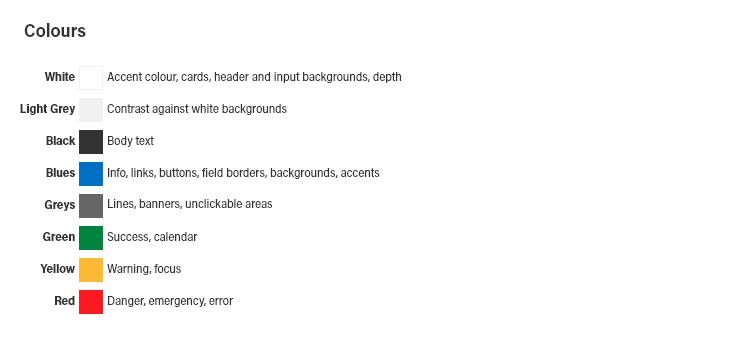 Colours
White Accent colour, cards, header and input backgrounds, depth
Light Grey Contrast against white backgrounds
Black Body text
Blues Info, links, buttons, field borders, backgrounds, accents
Greys Lines, banners, unclickable areas
Green Success, calendar
Yellow Warning, focus
Red Danger, emergency, error